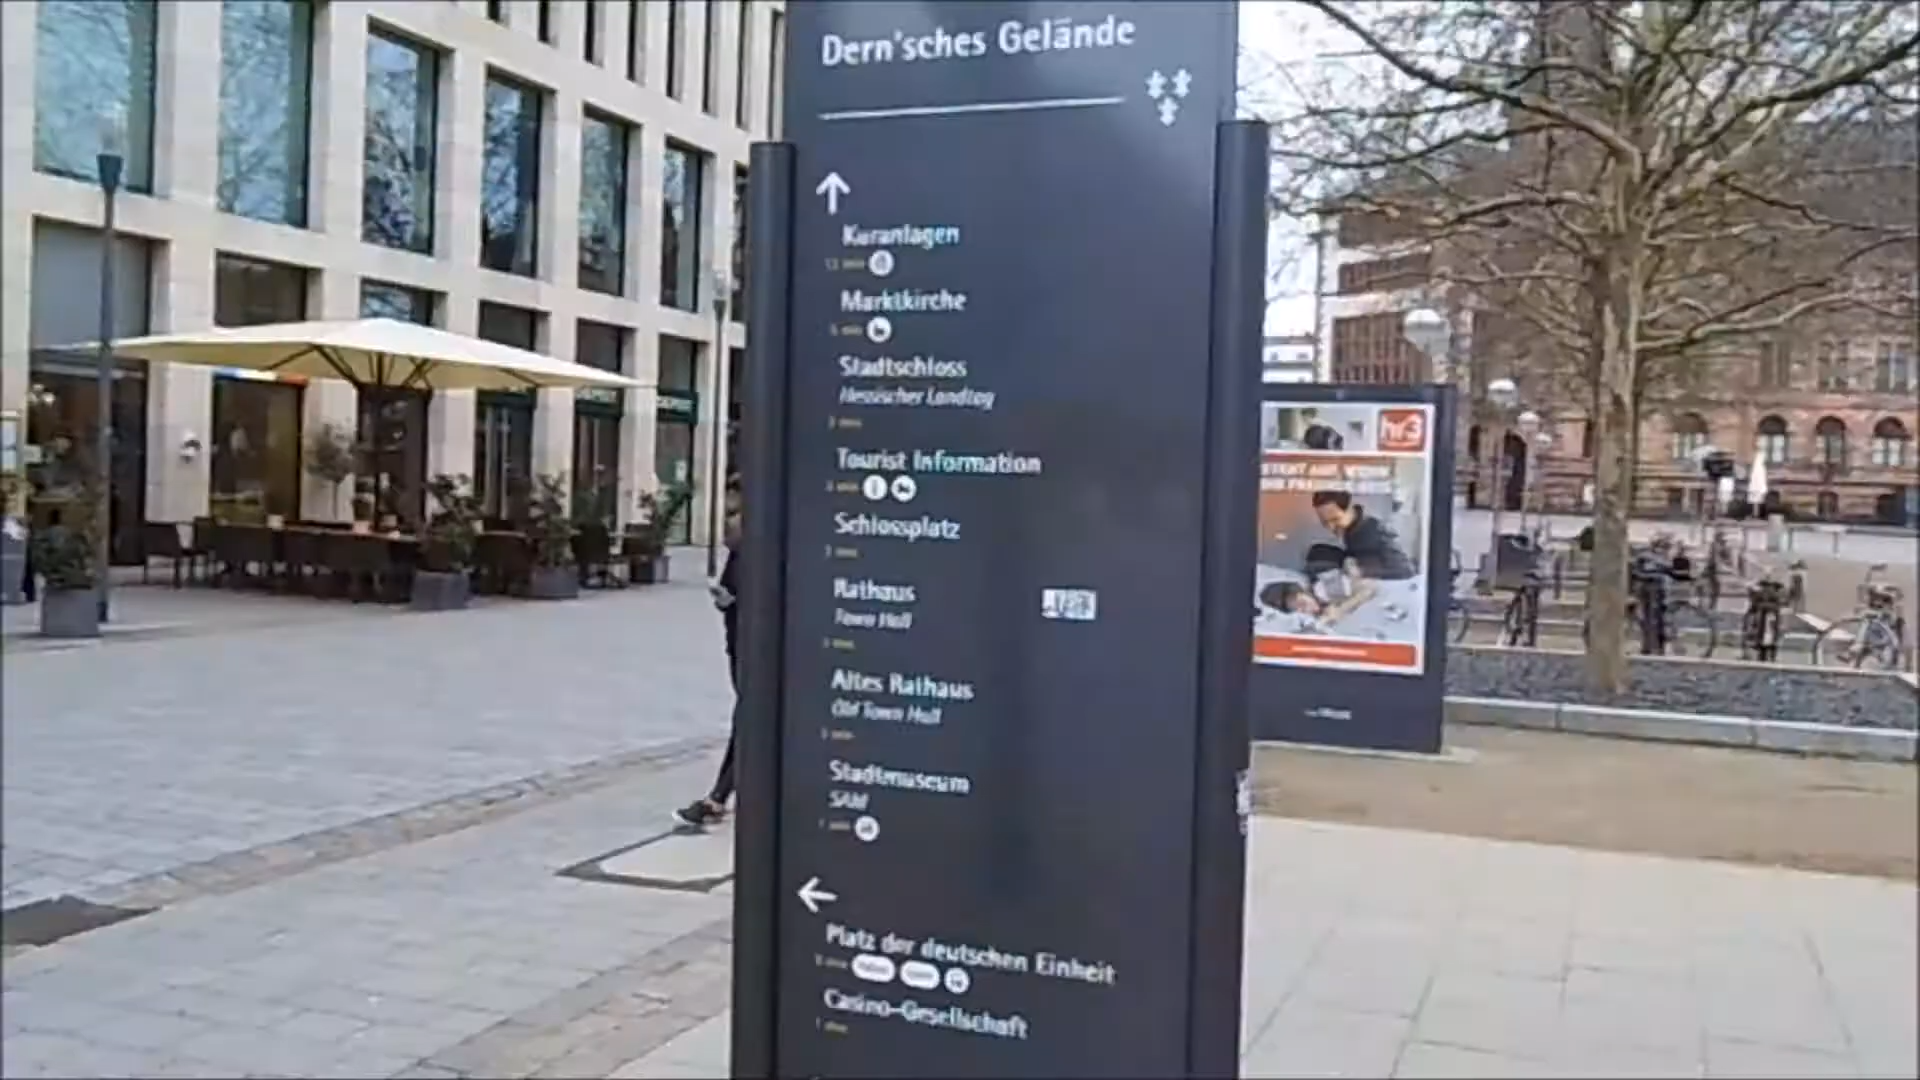 Dern'sches Gelände
Kuranlagen
Marktkirche
Stadtschloss
Hessischer Landtag
Tourist Information
Schlossplatz
Rathaus
Town Hall
Altes Rathaus
Old Town Hall
Stadtmuseum
SAM
Platz der deutschen Einheit
Casino-Gesellschaft
hr3